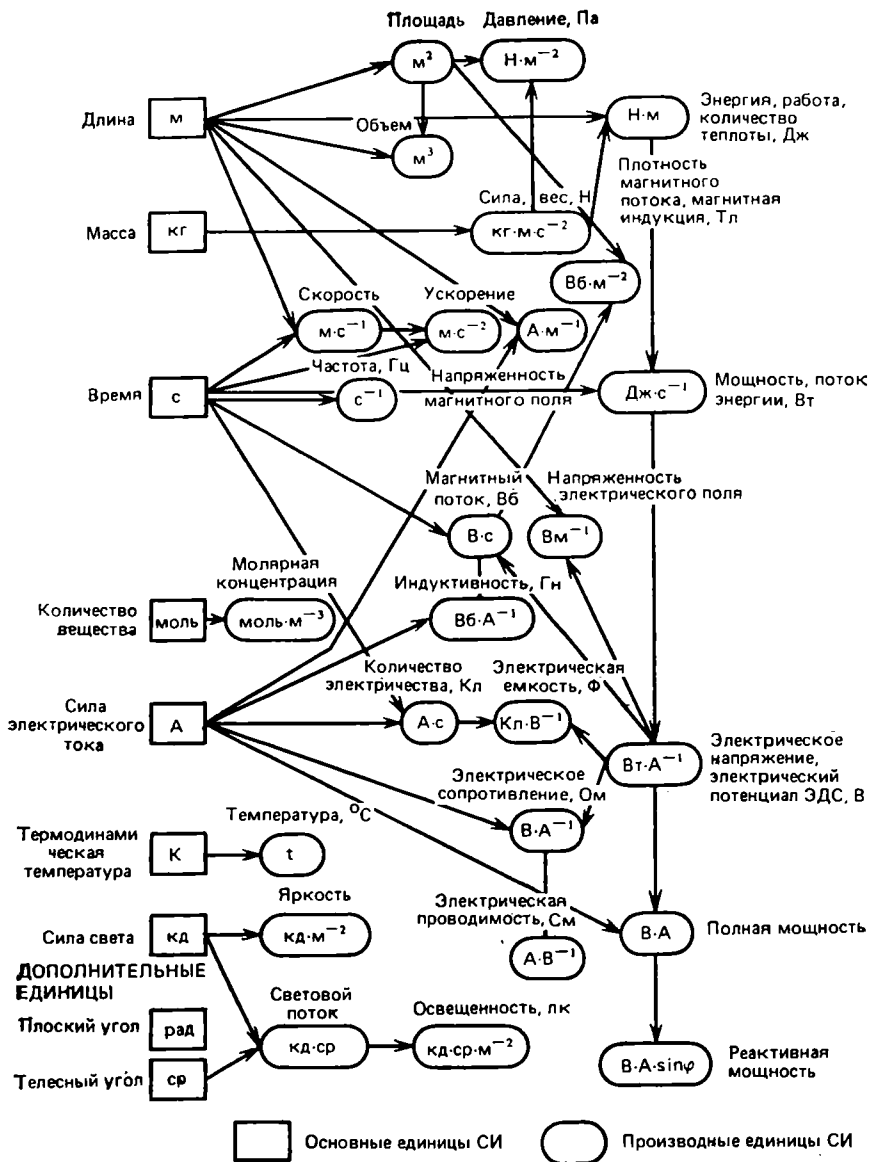 Площадь Давление, Па
м² Н·м⁻²
Энергия, работа,
количество
теплоты, Дж
Длина м Объем Н·м
м³
Плотность
магнитного
потока, магнитная
индукция, Тл
Сила, вес, Н
Масса кг кг·м·с⁻²
Вб·м⁻²
Скорость Ускорение
м·с⁻¹ м·с⁻² А·м⁻¹
Частота, Гц
Напряженность
магнитного поля
Время с с⁻¹ Дж·с⁻¹
Мощность, поток
энергии, Вт
Магнитный
поток, Вб
Напряженность
электрического поля
В·с Вм⁻¹
Молярная
концентрация
Индуктивность, Гн
Количество
вещества
моль моль·м⁻³ Вб·А⁻¹
Количество
электричества, Кл
Электрическая
емкость, Ф
Сила
электрического
тока
А А·с Кл·В⁻¹
Вт·А⁻¹
Электрическое
напряжение,
электрический
потенциал ЭДС, В
Электрическое
сопротивление, Ом
В·А⁻¹
Температура, °С
Термодинами
ческая
температура
К t
Яркость
Электрическая
проводимость, См
Сила света кд кд·м⁻² В·А Полная мощность
А·В⁻¹
ДОПОЛНИТЕЛЬНЫЕ
ЕДИНИЦЫ
Световой
поток
Освещенность, лк
Плоский угол рад
кд·ср кд·ср·м⁻²
Телесный угол ср
В·А·sinφ
Реактивная
мощность
Основные единицы СИ Производные единицы СИ